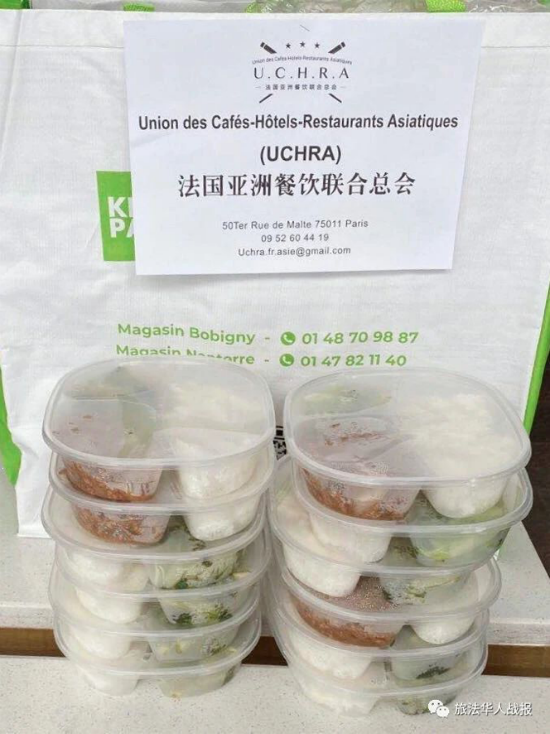 Union des Cafés-Hôtels-Restaurants Asiatiques
U.C.H.R.A
法国亚洲餐饮联合总会
Union des Cafés-Hôtels-Restaurants Asiatiques
(UCHRA)
法国亚洲餐饮联合总会
50Ter Rue de Malte 75011 Paris
09 52 60 44 19
Uchra.fr.asie@gmail.com
Magasin Bobigny - 01 48 70 98 87
Magasin Nanterre - 01 47 82 11 40
旅法华人战报